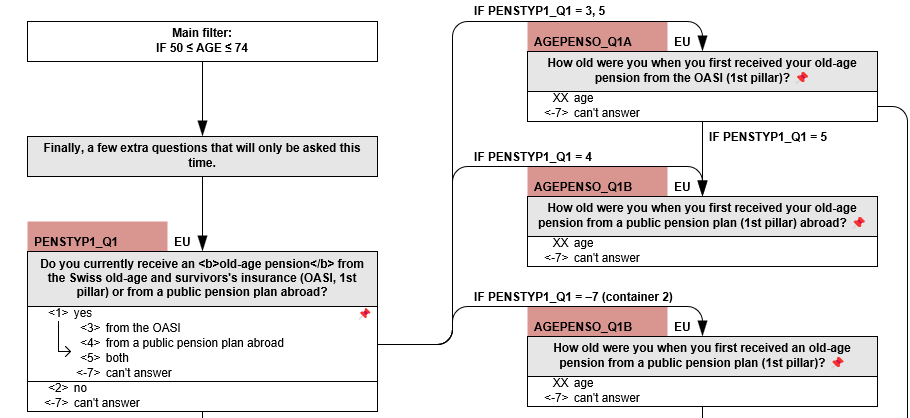 Main filter:
IF 50 ≤ AGE ≤ 74
Finally, a few extra questions that will only be asked this
time.
PENSTYP1_Q1 EU
Do you currently receive an <b>old-age pension</b> from
the Swiss old-age and survivors's insurance (OASI, 1st
pillar) or from a public pension plan abroad?
<1> yes
<3> from the OASI
<4> from a public pension plan abroad
<5> both
<-7> can't answer
<2> no
<-7> can't answer
IF PENSTYP1_Q1 = 3, 5
AGEPENSO_Q1A EU
How old were you when you first received your old-age
pension from the OASI (1st pillar)?
XX age
<-7> can't answer
IF PENSTYP1_Q1 = 5
IF PENSTYP1_Q1 = 4
AGEPENSO_Q1B EU
How old were you when you first received your old-age
pension from a public pension plan (1st pillar) abroad?
XX age
<-7> can't answer
IF PENSTYP1_Q1 = –7 (container 2)
AGEPENSO_Q1B EU
How old were you when you first received an old-age
pension from a public pension plan (1st pillar)?
XX age
<-7> can't answer